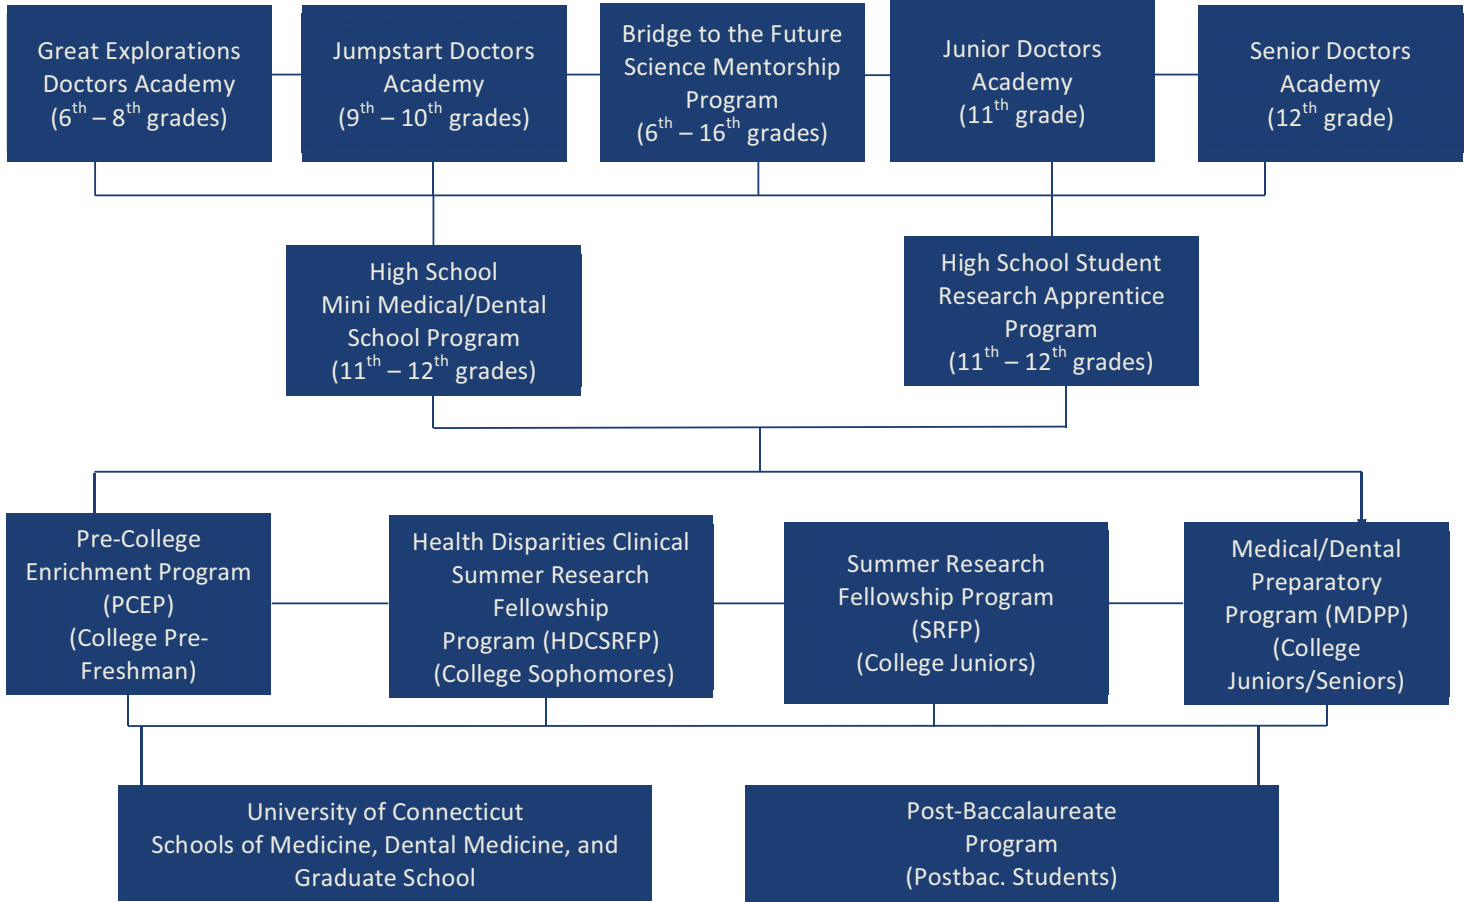 Great Explorations
Doctors Academy
(6th – 8th grades)
Jumpstart Doctors
Academy
(9th – 10th grades)
Bridge to the Future
Science Mentorship
Program
(6th – 16th grades)
Junior Doctors
Academy
(11th grade)
Senior Doctors
Academy
(12th grade)
High School
Mini Medical/Dental
School Program
(11th – 12th grades)
High School Student
Research Apprentice
Program
(11th – 12th grades)
Pre-College
Enrichment Program
(PCEP)
(College Pre-
Freshman)
Health Disparities Clinical
Summer Research
Fellowship
Program (HDCSRFP)
(College Sophomores)
Summer Research
Fellowship Program
(SRFP)
(College Juniors)
Medical/Dental
Preparatory
Program (MDPP)
(College
Juniors/Seniors)
University of Connecticut
Schools of Medicine, Dental Medicine, and
Graduate School
Post-Baccalaureate
Program
(Postbac. Students)